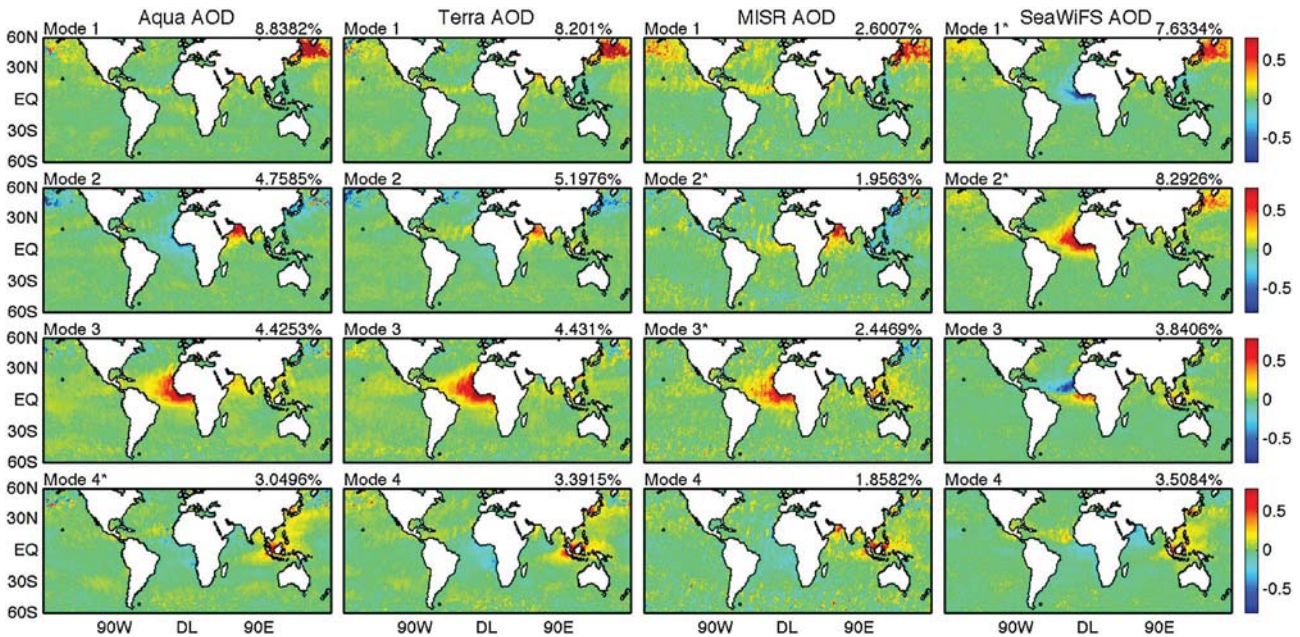 Aqua AOD Terra AOD MISR AOD SeaWiFS AOD
Mode 1 8.8382% Mode 1 8.201% Mode 1 2.6007% Mode 1* 7.6334%
60N
30N
EQ
30S
60S
0.5
0
-0.5
Mode 2 4.7585% Mode 2 5.1976% Mode 2* 1.9563% Mode 2* 8.2926%
60N
30N
EQ
30S
60S
0.5
0
-0.5
Mode 3 4.4253% Mode 3 4.431% Mode 3* 2.4469% Mode 3 3.8406%
60N
30N
EQ
30S
60S
0.5
0
-0.5
Mode 4* 3.0496% Mode 4 3.3915% Mode 4 1.8582% Mode 4 3.5084%
60N
30N
EQ
30S
60S
0.5
0
-0.5
90W DL 90E 90W DL 90E 90W DL 90E 90W DL 90E